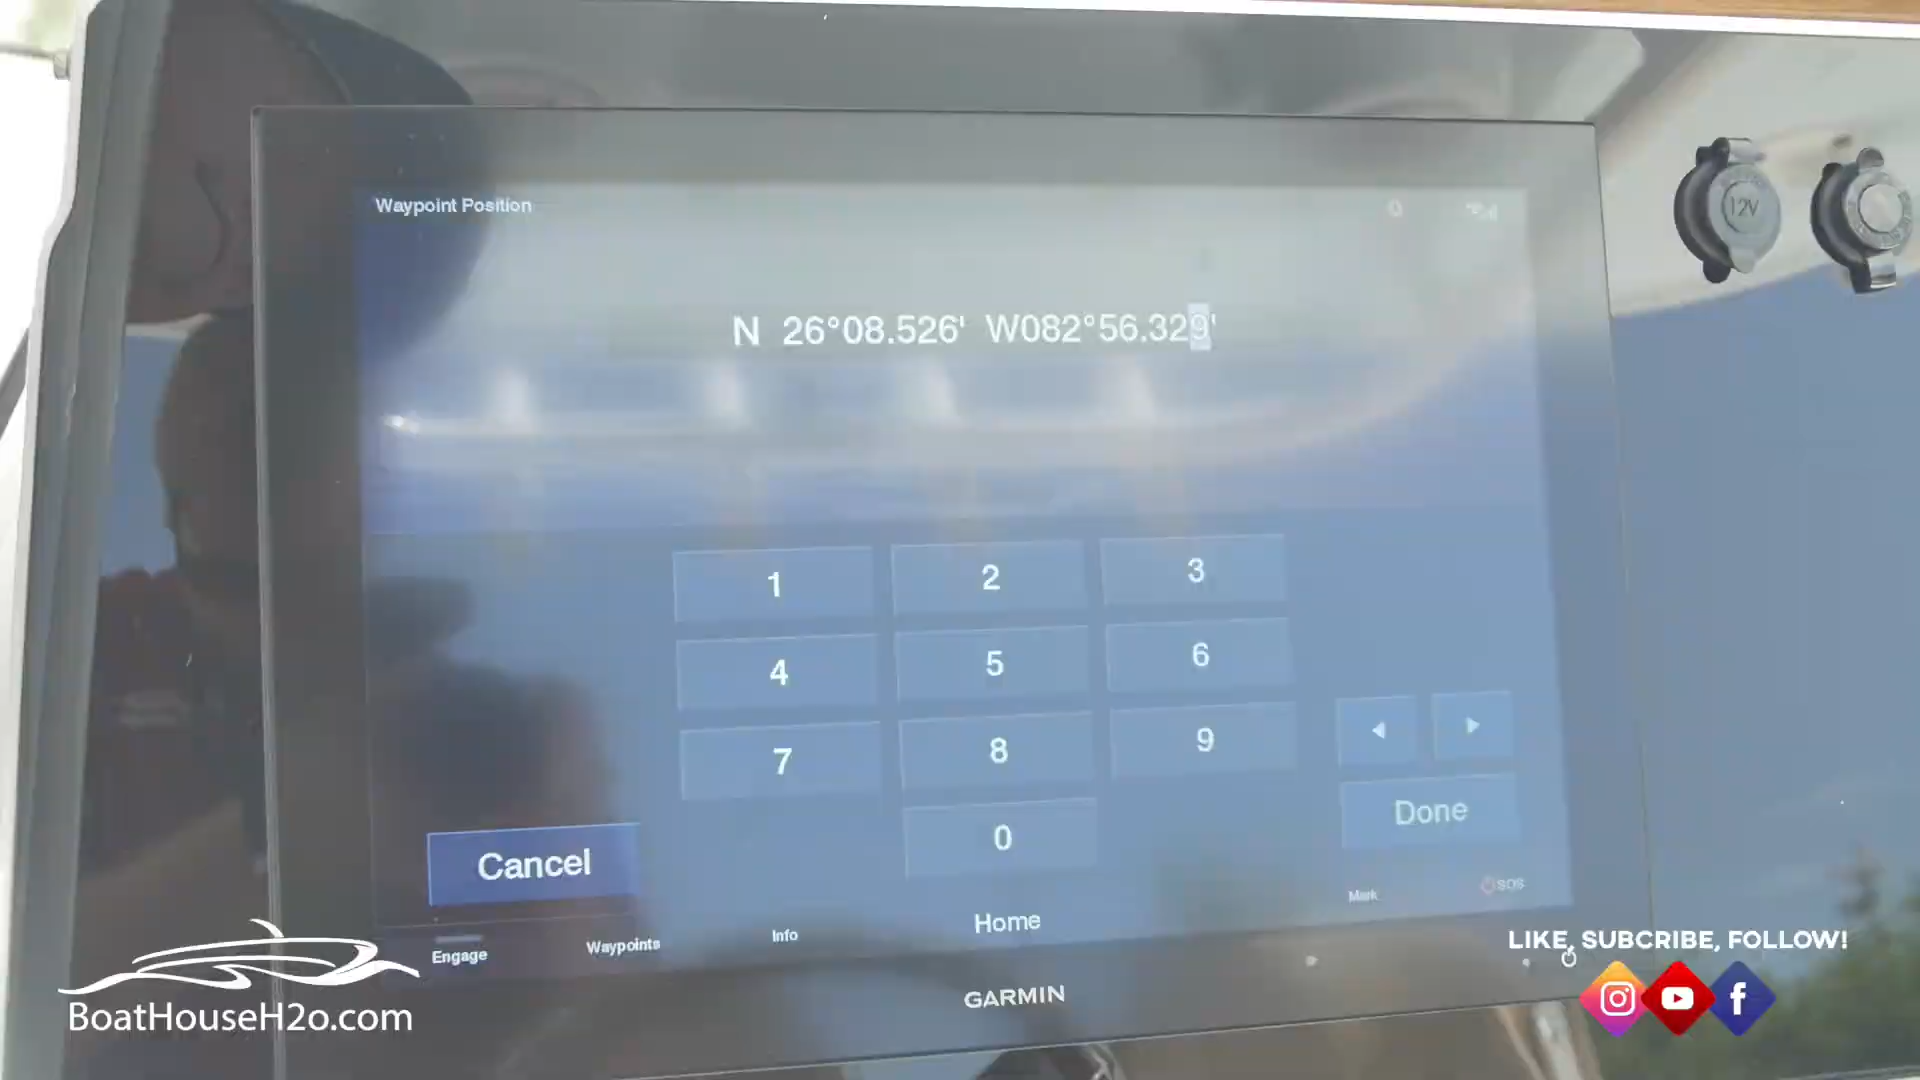 12V
Waypoint Position
N 26°08.526' W082°56.329'
1 2 3
4 5 6
7 8 9
0
Cancel
Done
Mark
SOS
Engage
Waypoints
Info
Home
GARMIN
BoatHouseH2o.com
LIKE, SUBCRIBE, FOLLOW!